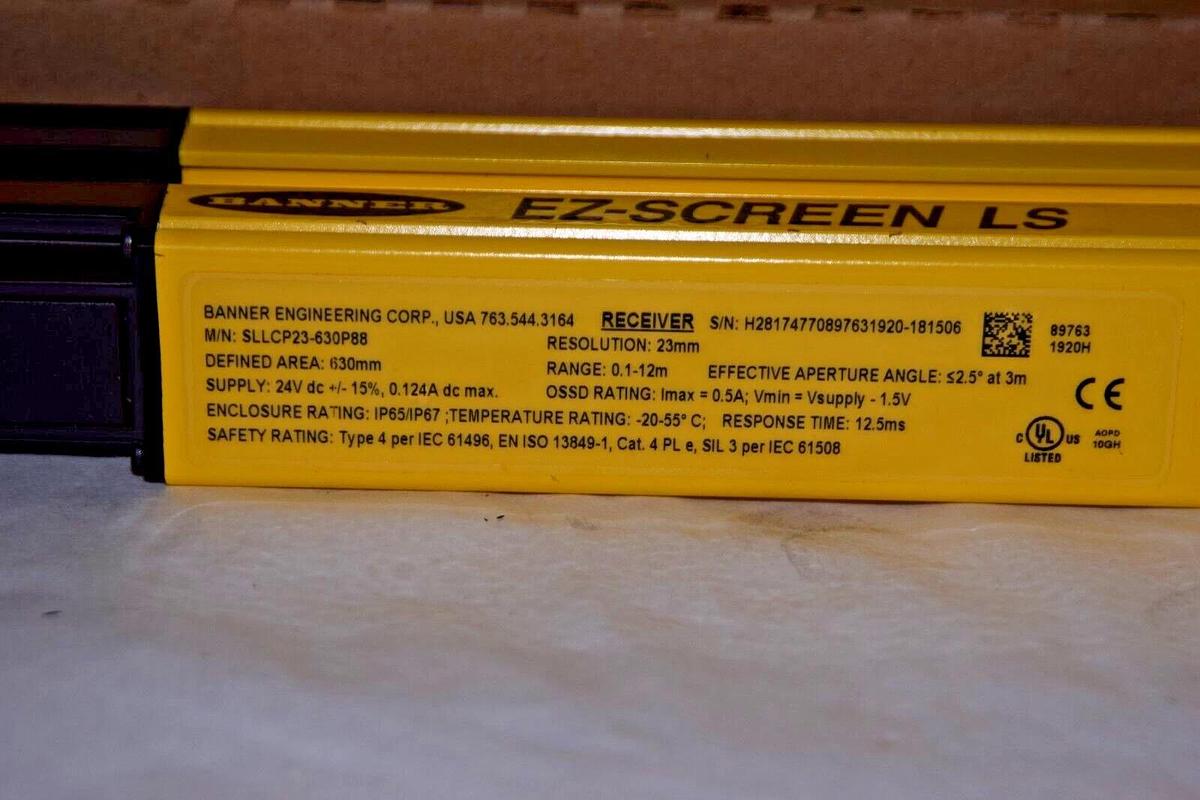 BANNER EZ-SCREEN LS
BANNER ENGINEERING CORP., USA 763.544.3164 RECEIVER S/N: H28174770897631920-181506
M/N: SLLCP23-630P88 RESOLUTION: 23mm
89763
1920H
DEFINED AREA: 630mm RANGE: 0.1-12m EFFECTIVE APERTURE ANGLE: ≤2.5° at 3m
SUPPLY: 24V dc +/- 15%, 0.124A dc max. OSSD RATING: Imax = 0.5A; Vmin = Vsupply - 1.5V
CE
ENCLOSURE RATING: IP65/IP67 ;TEMPERATURE RATING: -20-55° C; RESPONSE TIME: 12.5ms
SAFETY RATING: Type 4 per IEC 61496, EN ISO 13849-1, Cat. 4 PL e, SIL 3 per IEC 61508
C UL US
LISTED
AOPD
10GH